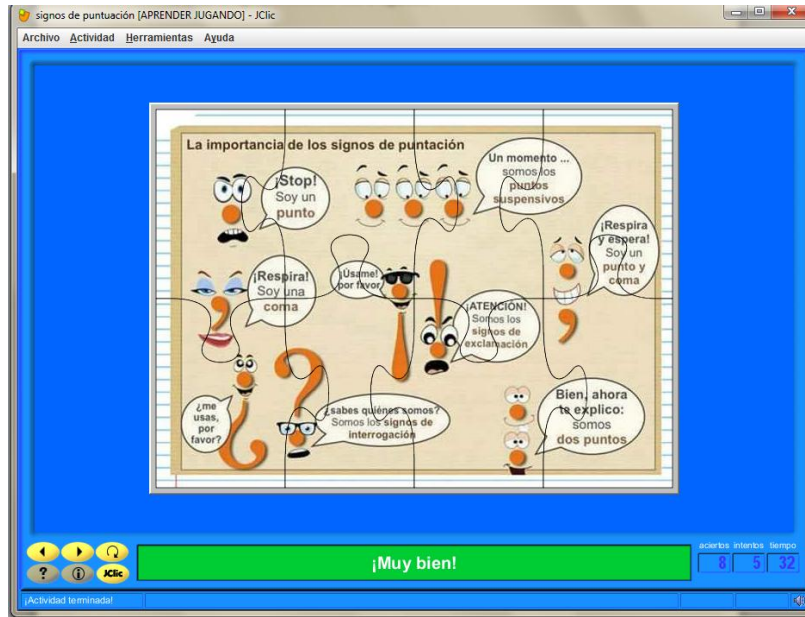 signos de puntuación [APRENDER JUGANDO] - JClic
Archivo Actividad Herramientas Ayuda
La importancia de los signos de puntación
¡Stop!
Soy un
punto
Un momento ...
somos los
puntos
suspensivos
¡Respira
y espera!
Soy un
punto y
coma
¡Respira!
Soy una
coma
¡Úsame!
por favor
¡ATENCIÓN!
Somos los
signos de
exclamación
¿me
usas,
por
favor?
¿sabes quiénes somos?
Somos los signos de
interrogación
Bien, ahora
te explico:
somos
dos puntos
¡Muy bien!
aciertos intentos tiempo
8 5 32
JClic
¡Actividad terminada!